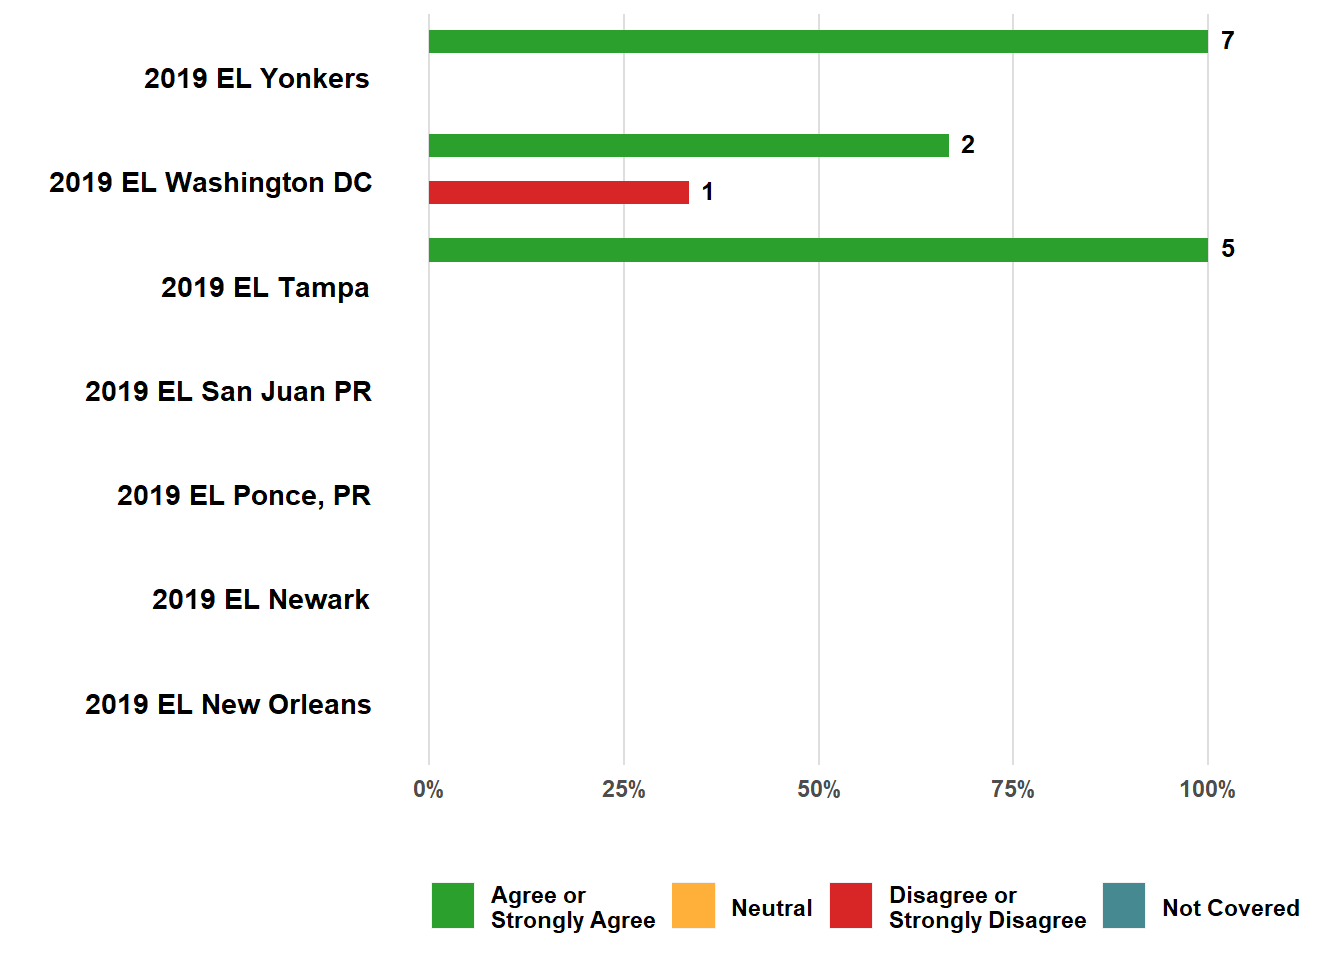 7
2019 EL Yonkers
2
2019 EL Washington DC
1
5
2019 EL Tampa
2019 EL San Juan PR
2019 EL Ponce, PR
2019 EL Newark
2019 EL New Orleans
0% 25% 50% 75% 100%
Agree or
Strongly Agree
Neutral
Disagree or
Strongly Disagree
Not Covered